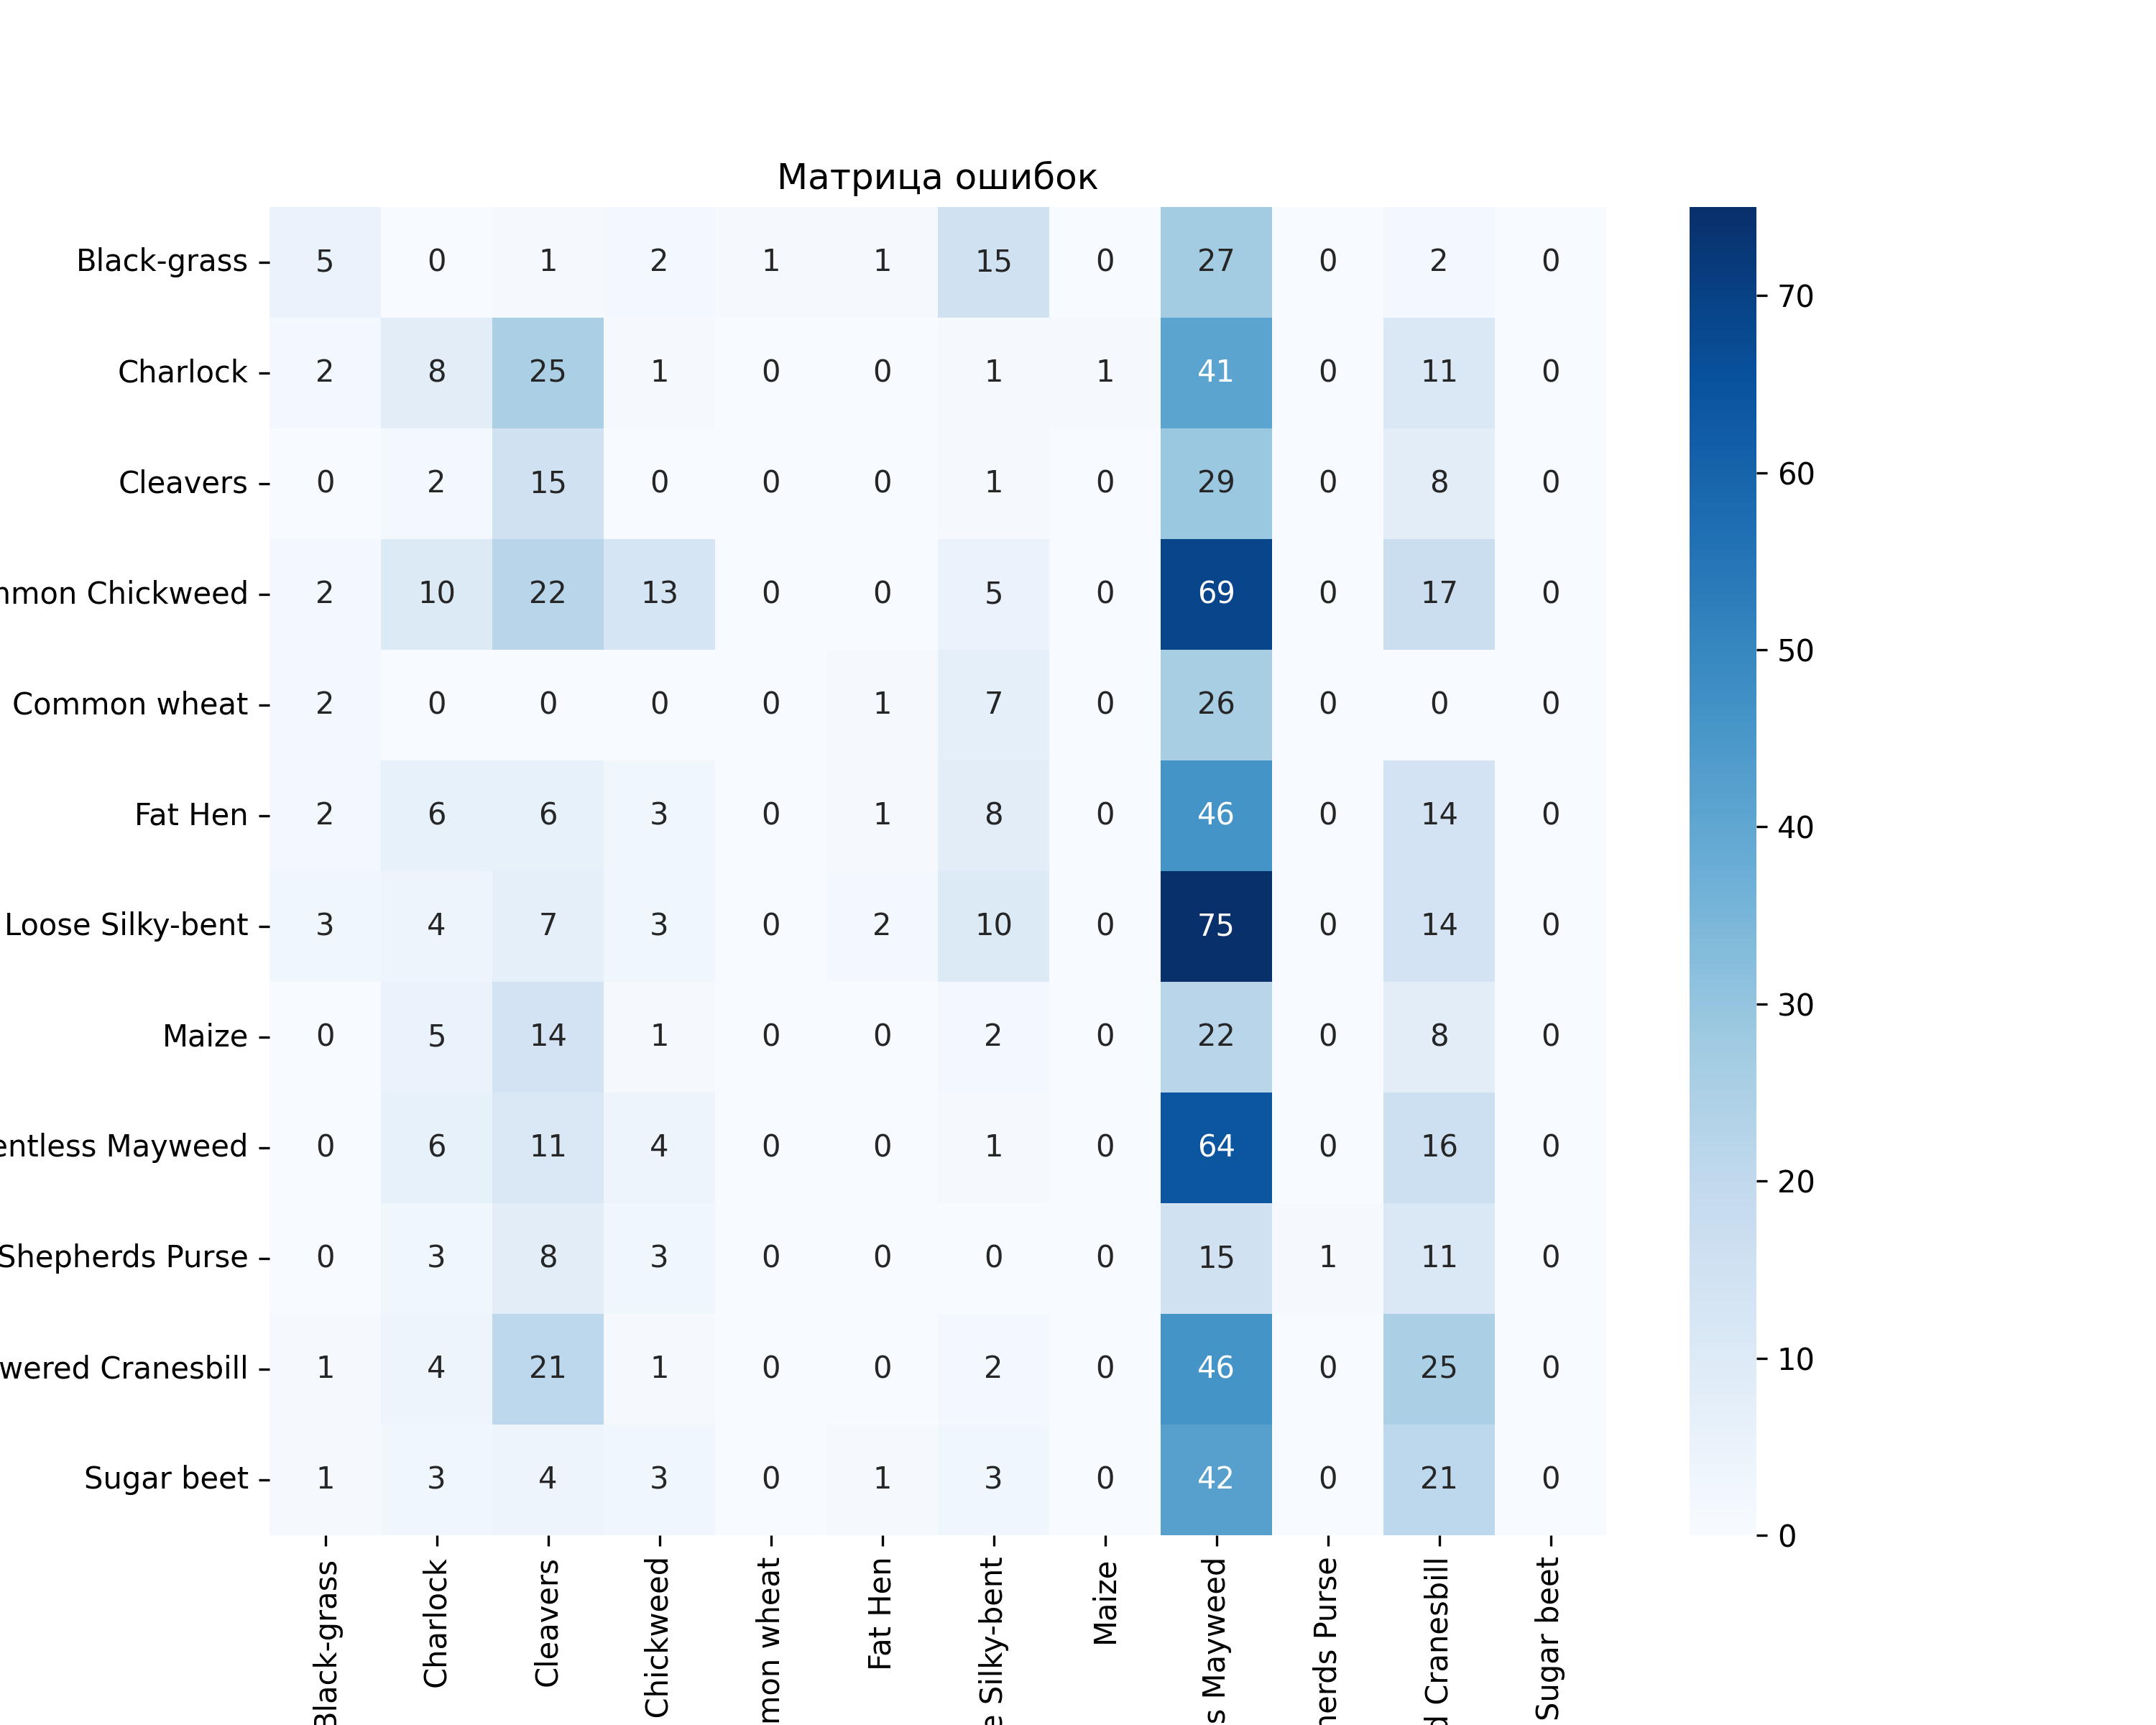 Матрица ошибок
Black-grass 5 0 1 2 1 1 15 0 27 0 2 0
70
Charlock 2 8 25 1 0 0 1 1 41 0 11 0
60
Cleavers 0 2 15 0 0 0 1 0 29 0 8 0
Chickweed 2 10 22 13 0 0 5 0 69 0 17 0
50
Common wheat 2 0 0 0 0 1 7 0 26 0 0 0
Fat Hen 2 6 6 3 0 1 8 0 46 0 14 0
40
Loose Silky-bent 3 4 7 3 0 2 10 0 75 0 14 0
30
Maize 0 5 14 1 0 0 2 0 22 0 8 0
Mayweed 0 6 11 4 0 0 1 0 64 0 16 0
20
Shepherds Purse 0 3 8 3 0 0 0 0 15 1 11 0
Cranesbill 1 4 21 1 0 0 2 0 46 0 25 0
10
Sugar beet 1 3 4 3 0 1 3 0 42 0 21 0
0
Black-grass
Charlock
Cleavers
Chickweed
wheat
Fat Hen
Silky-bent
Maize
Mayweed
Purse
Cranesbill
Sugar beet